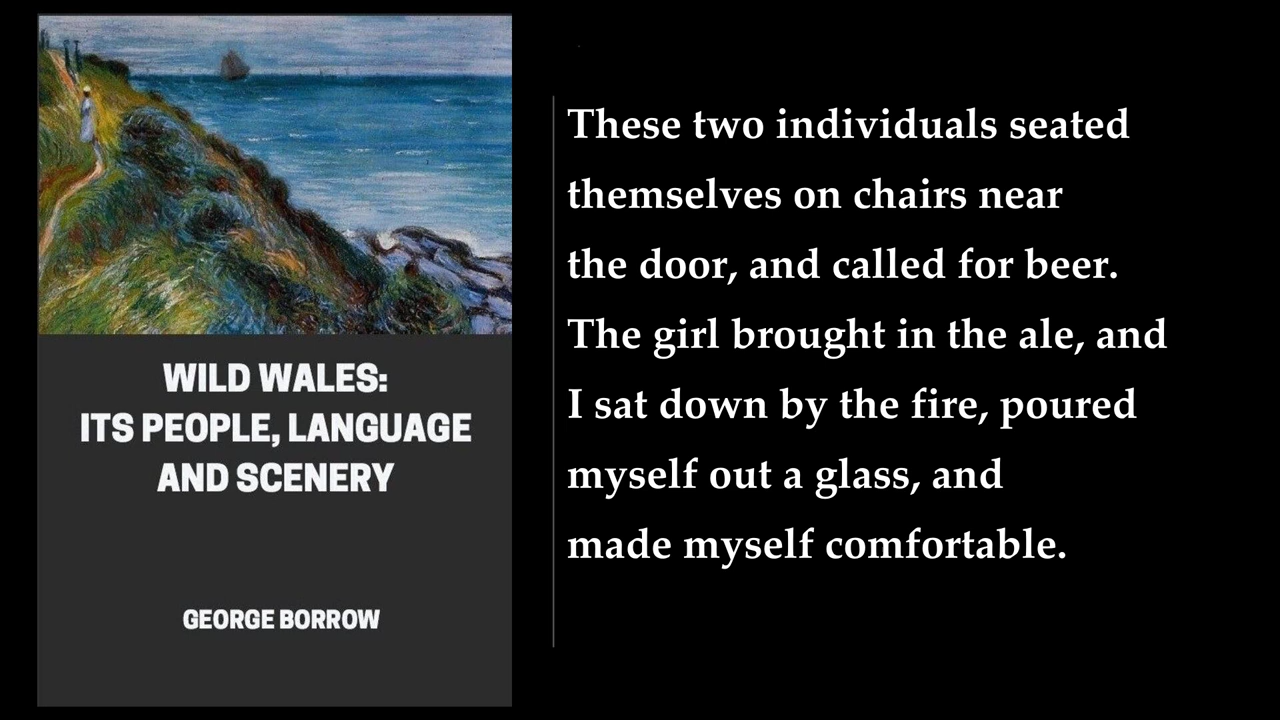 WILD WALES:
ITS PEOPLE, LANGUAGE
AND SCENERY
GEORGE BORROW
These two individuals seated
themselves on chairs near
the door, and called for beer.
The girl brought in the ale, and
I sat down by the fire, poured
myself out a glass, and
made myself comfortable.